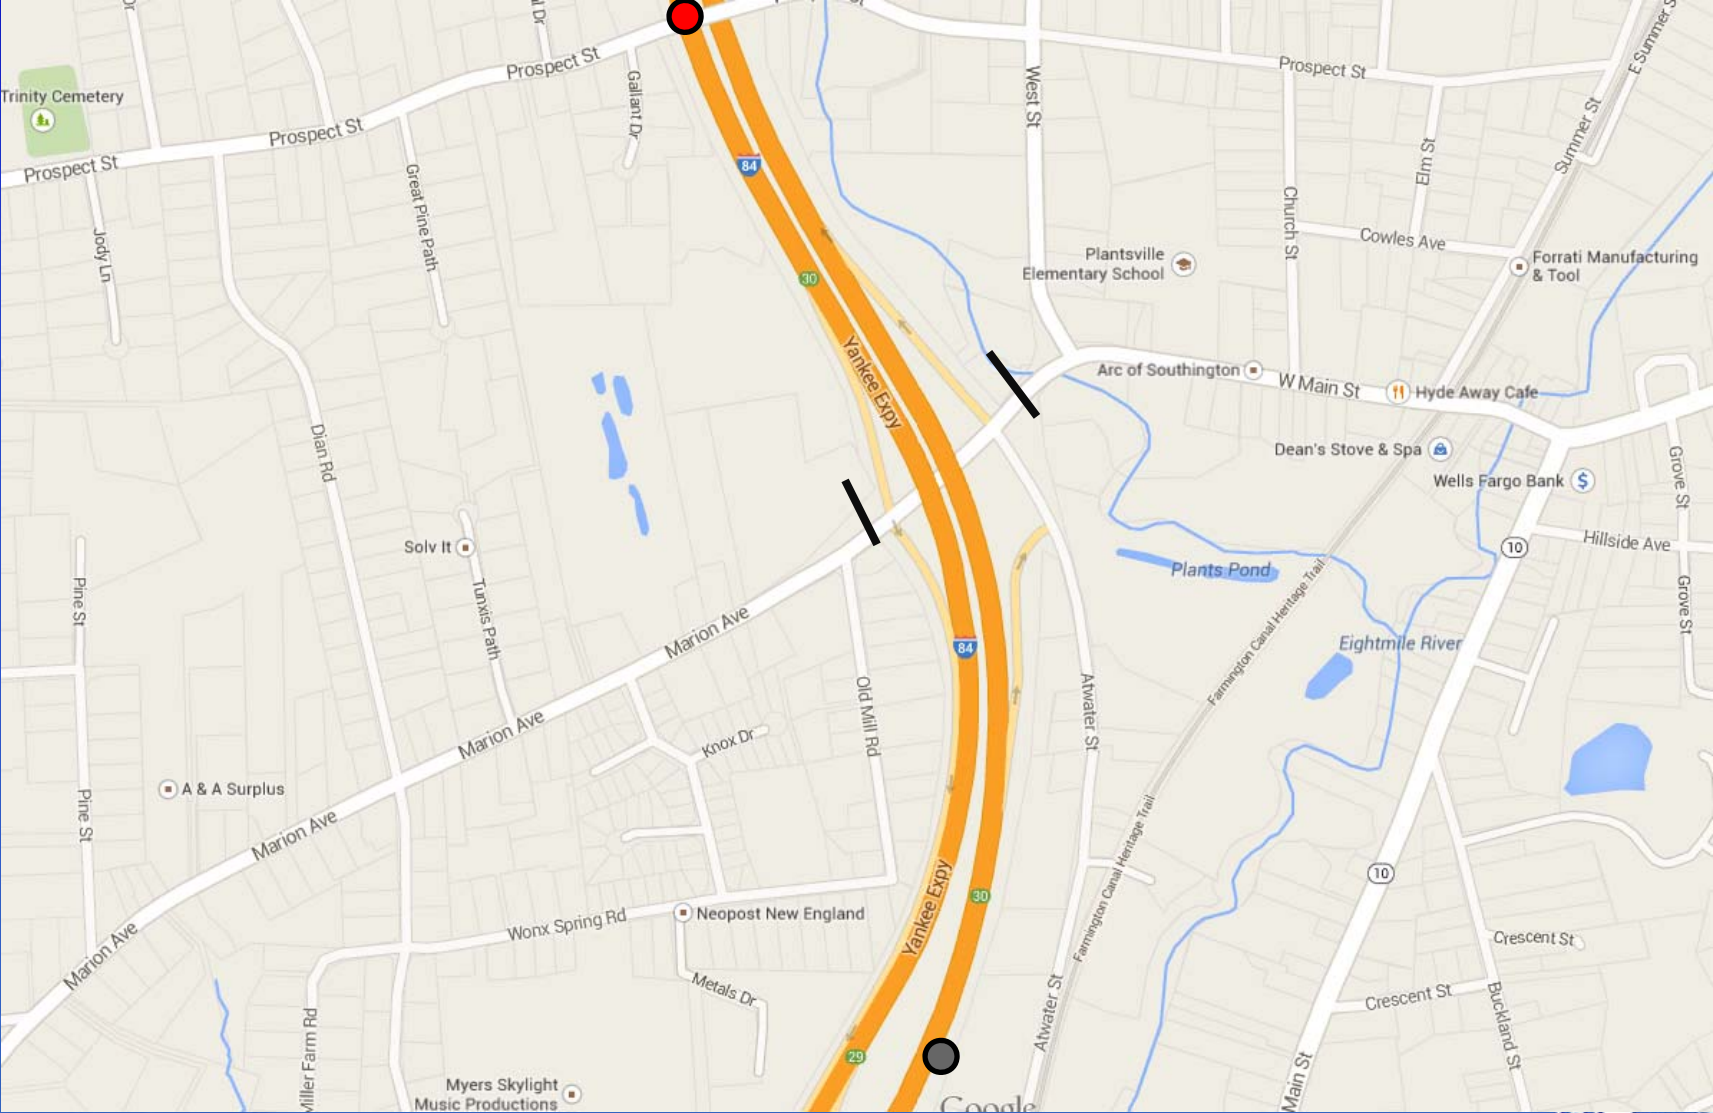 Prospect St
Trinity Cemetery
Prospect St
Prospect St
Gallant Dr
West St
Prospect St
E Summer S
Summer St
Elm St
84
Great Pine Path
Jody Ln
Church St
Cowles Ave
Plantsville
Elementary School
Forrati Manufacturing
& Tool
30
Yankee Expy
Arc of Southington
W Main St
Hyde Away Cafe
Dian Rd
Dean's Stove & Spa
Wells Fargo Bank
Grove St
Solv It
10
Hillside Ave
Plants Pond
Pine St
Tunxis Path
Marion Ave
Farmington Canal Heritage Trail
Grove St
84
Eightmile River
Old Mill Rd
Atwater St
Marion Ave
Knox Dr
A & A Surplus
Pine St
Marion Ave
Yankee Expy
Farmington Canal Heritage Trail
10
30
Neopost New England
Wonx Spring Rd
Marion Ave
Crescent St
Metals Dr
Crescent St
Atwater St
Buckland St
Miller Farm Rd
29
Main St
Myers Skylight
Music Productions
Google